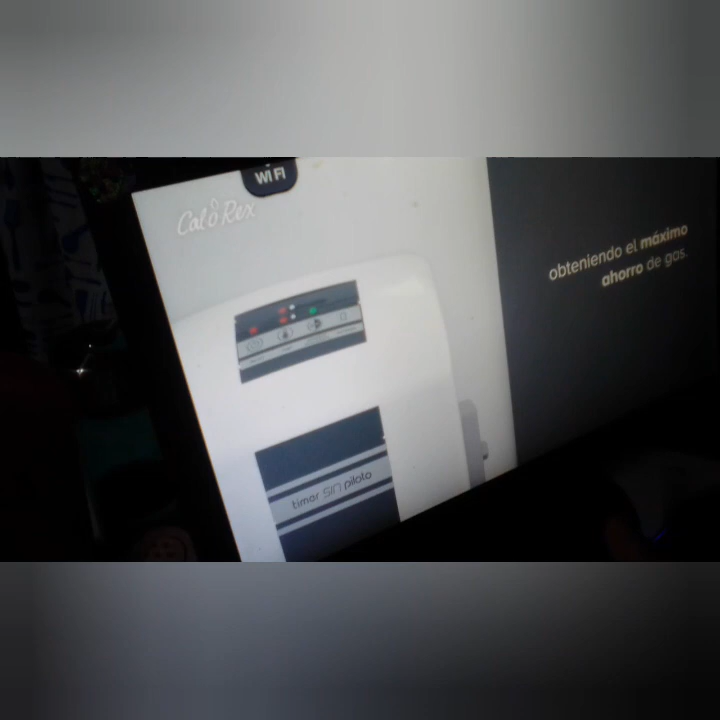 WIFI
CaloRex
obteniendo el máximo
ahorro de gas.
timer sin piloto